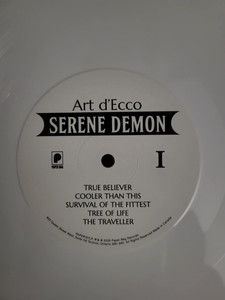 Art d'Ecco
SERENE DEMON
P
I
TRUE BELIEVER
COOLER THAN THIS
SURVIVAL OF THE FITTEST
TREE OF LIFE
THE TRAVELLER